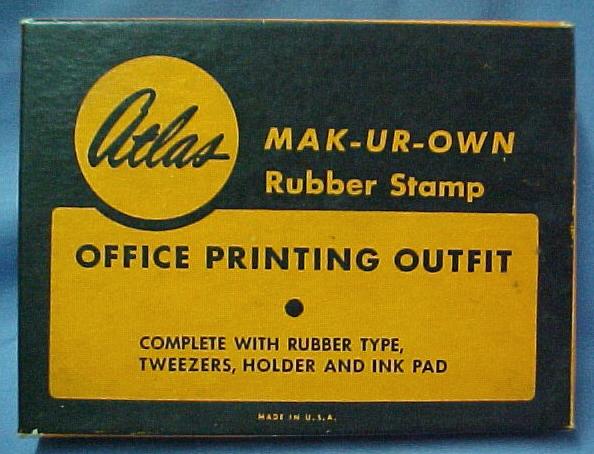 Atlas
MAK-UR-OWN
Rubber Stamp
OFFICE PRINTING OUTFIT
COMPLETE WITH RUBBER TYPE,
TWEEZERS, HOLDER AND INK PAD
MADE IN U.S.A.